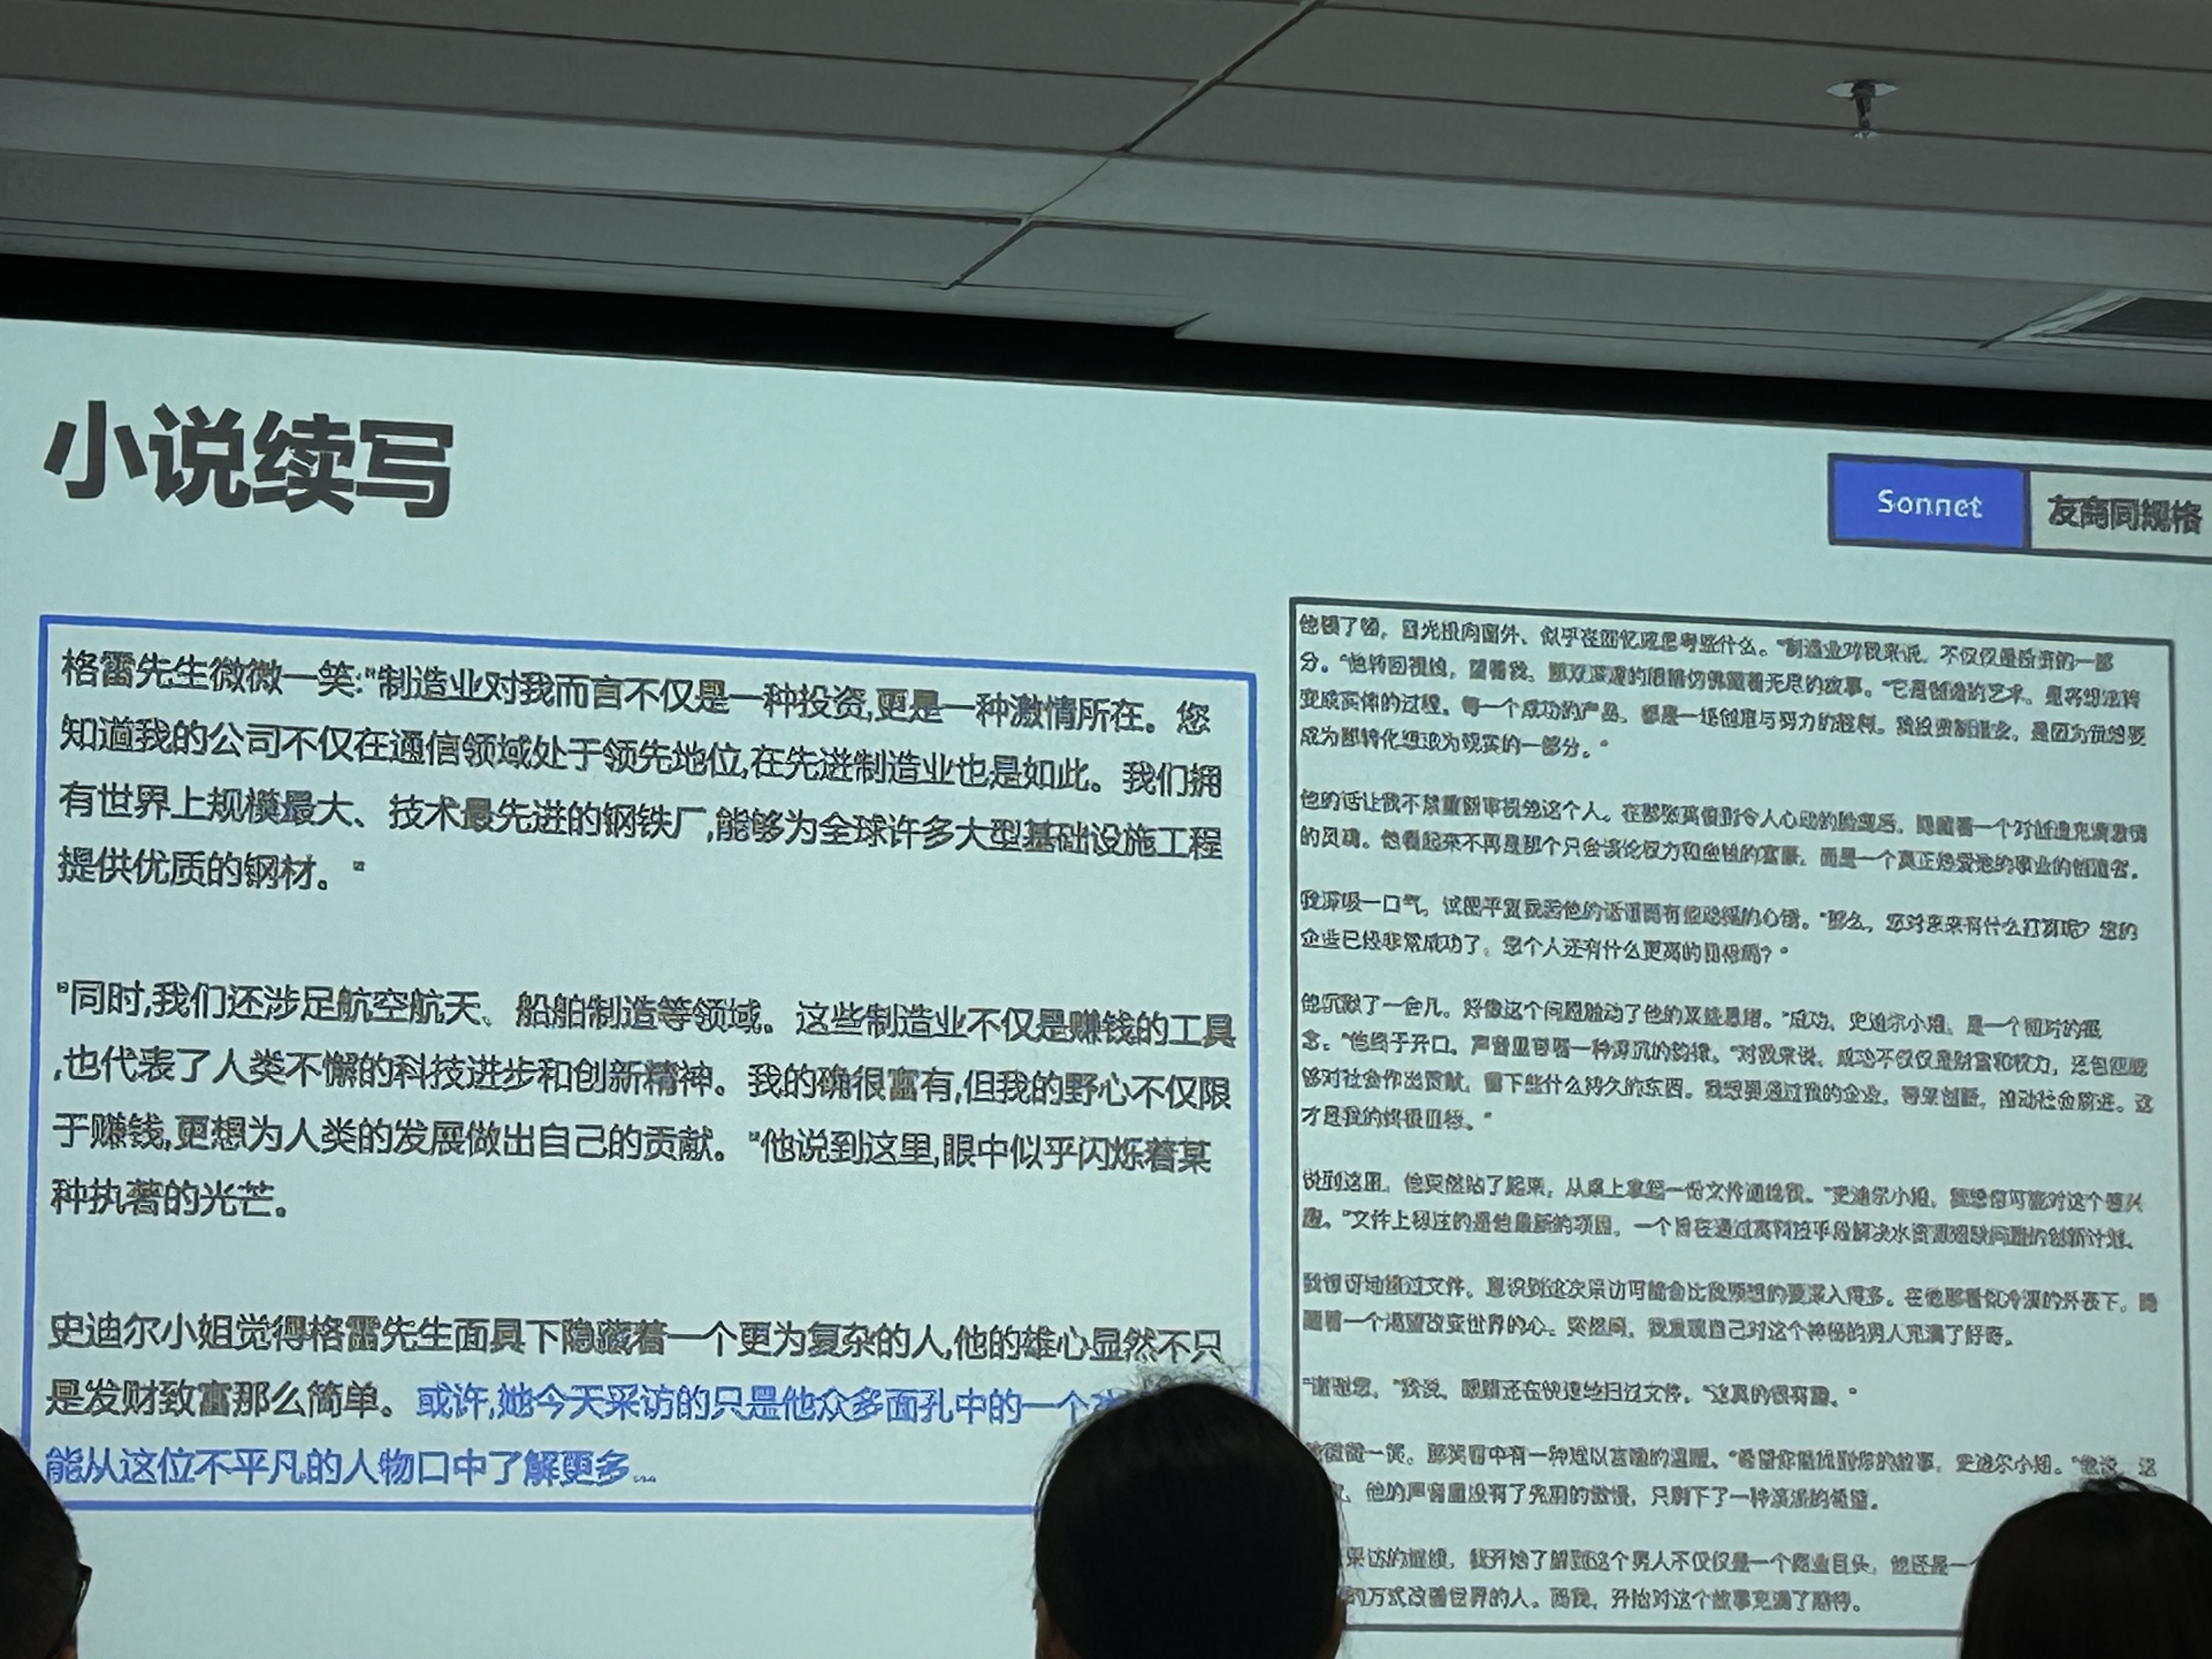 小说续写
Sonnet
友商同规格
格雷先生微微一笑:"制造业对我而言不仅是一种投资,更是一种激情所在。您
知道我的公司不仅在通信领域处于领先地位,在先进制造业也是如此。我们拥
有世界上规模最大、技术最先进的钢铁厂,能够为全球许多大型基础设施工程
提供优质的钢材。"
"同时,我们还涉足航空航天、船舶制造等领域。这些制造业不仅是赚钱的工具
,也代表了人类不懈的科技进步和创新精神。我的确很富有,但我的野心不仅限
于赚钱,更想为人类的发展做出自己的贡献。"他说到这里,眼中似乎闪烁着某
种执著的光芒。
史迪尔小姐觉得格雷先生面具下隐藏着一个更为复杂的人,他的雄心显然不只
是发财致富那么简单。或许,她今天采访的只是他众多面孔中的一个
能从这位不平凡的人物口中了解更多...
他顿了顿，目光投向窗外、似乎在回忆或思考些什么。"制造业对我来说，不仅仅是投资的一部
分。"他转回视线，望着我，那双深邃的眼睛仿佛藏着无尽的故事。"它是创造的艺术，是将想法转
变成实体的过程。每一个成功的产品，都是一场创意与努力的胜利。我投资制造业，是因为我想要
成为那转化想法为现实的一部分。"
他的话让我不禁重新审视他这个人。在那张英俊到令人心动的脸庞后，隐藏着一个对创造充满激情
的灵魂。他看起来不再是那个只会谈论权力和金钱的富豪，而是一个真正热爱他的事业的创造者。
我深吸一口气，试图平复我因他的话语而有些激动的心情。"那么，您对未来有什么打算呢？您的
企业已经非常成功了，您个人还有什么更高的目标吗？"
他沉默了一会儿，好像这个问题触动了他的某些思绪。"成功，史迪尔小姐，是一个相对的概
念。"他终于开口，声音里带着一种深沉的韵律。"对我来说，成功不仅仅是财富和权力，还包括能
够对社会作出贡献，留下些什么持久的东西。我想要通过我的企业，带来创新，推动社会前进。这
才是我的终极目标。"
说到这里，他突然站了起来，从桌上拿起一份文件递给我。"史迪尔小姐，我想你可能对这个感兴
趣。"文件上标注的是他最新的项目，一个旨在通过高科技手段解决水资源短缺问题的创新计划。
我惊讶地接过文件，意识到这次采访可能会比我预想的要深入得多。在他那看似冷漠的外表下，隐
藏着一个渴望改变世界的心。突然间，我发现自己对这个神秘的男人充满了好奇。
"谢谢您，"我说，眼睛还在快速地扫过文件。"这真的很有趣。"
微微一笑，那笑容中有一种难以言喻的温暖。"希望你能找到你的故事，史迪尔小姐。"他说，这
，他的声音里没有了先前的傲慢，只剩下了一种真诚的希望。
采访的继续，我开始了解到这个男人不仅仅是一个商业巨头，他还是一
的方式改善世界的人。而我，开始对这个故事充满了期待。